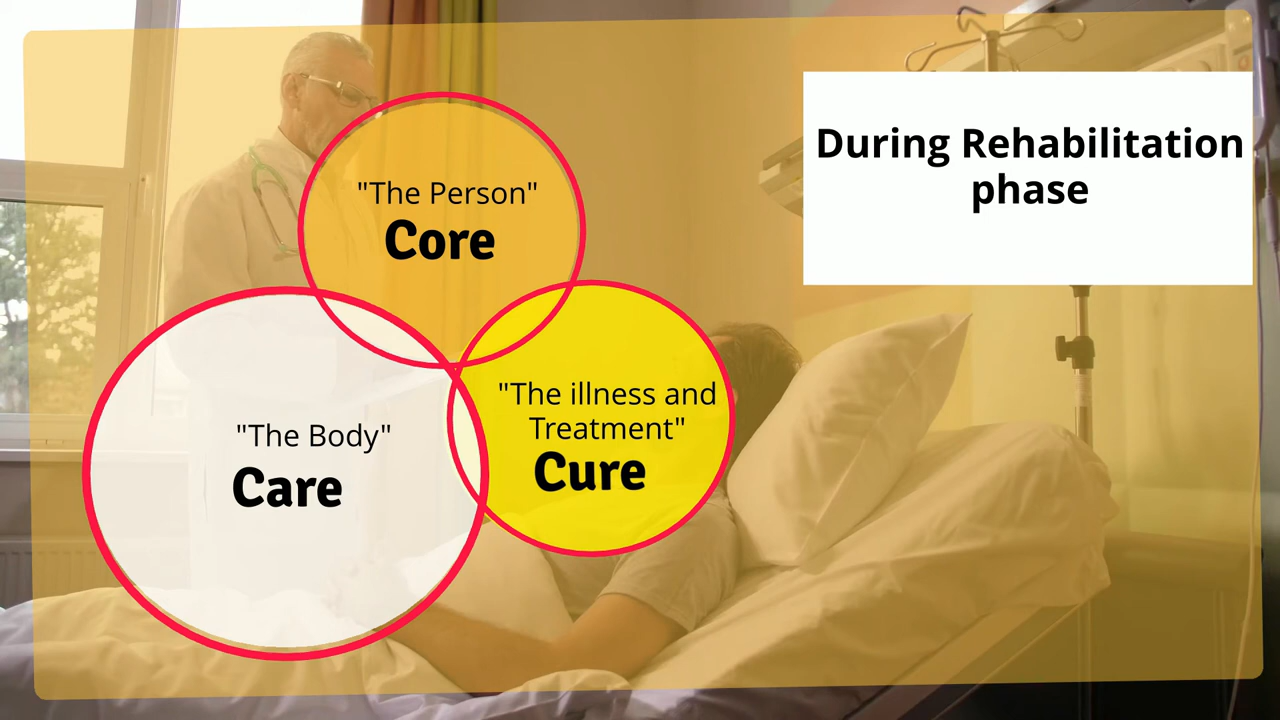 During Rehabilitation
phase
"The Person"
Core
"The Body"
Care
"The illness and
Treatment"
Cure